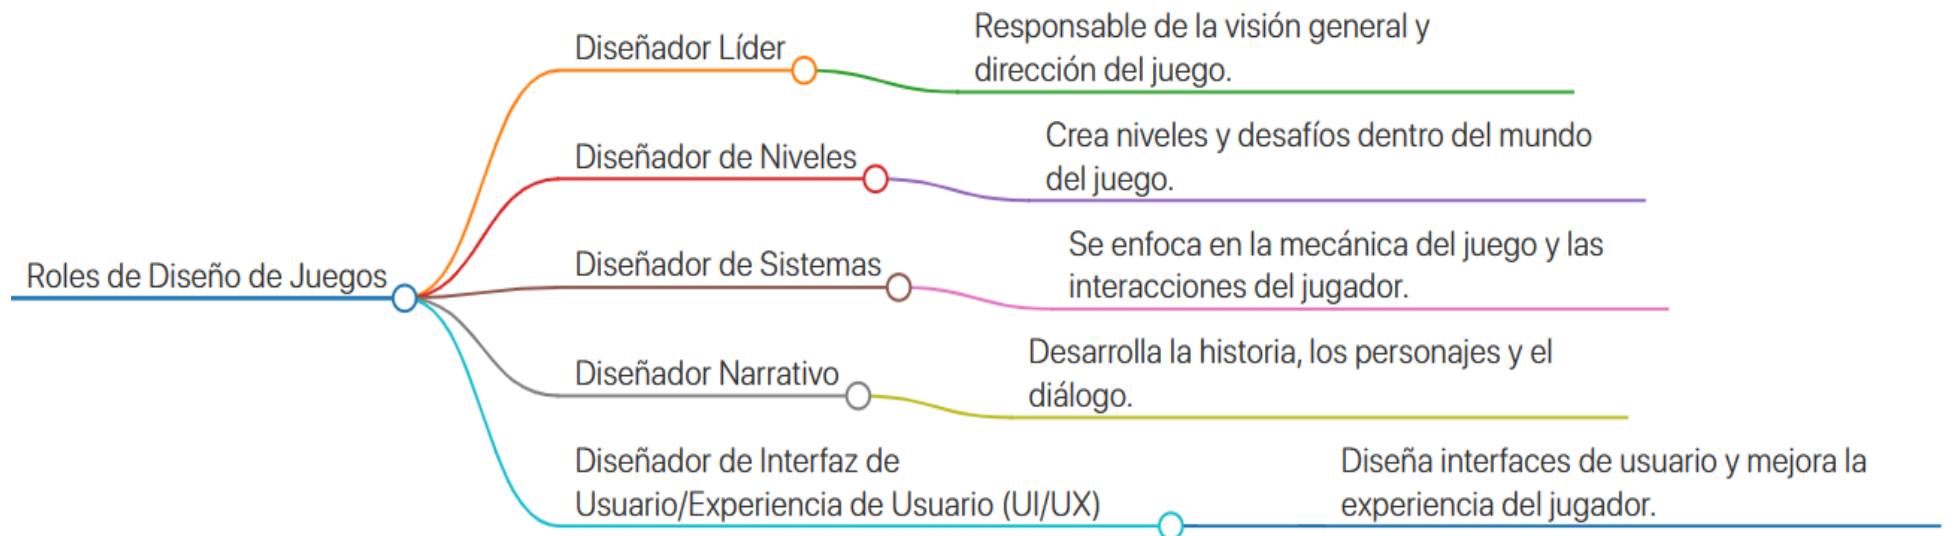 Roles de Diseño de Juegos
Diseñador Líder
Responsable de la visión general y
dirección del juego.
Diseñador de Niveles
Crea niveles y desafíos dentro del mundo
del juego.
Diseñador de Sistemas
Se enfoca en la mecánica del juego y las
interacciones del jugador.
Diseñador Narrativo
Desarrolla la historia, los personajes y el
diálogo.
Diseñador de Interfaz de
Usuario/Experiencia de Usuario (UI/UX)
Diseña interfaces de usuario y mejora la
experiencia del jugador.